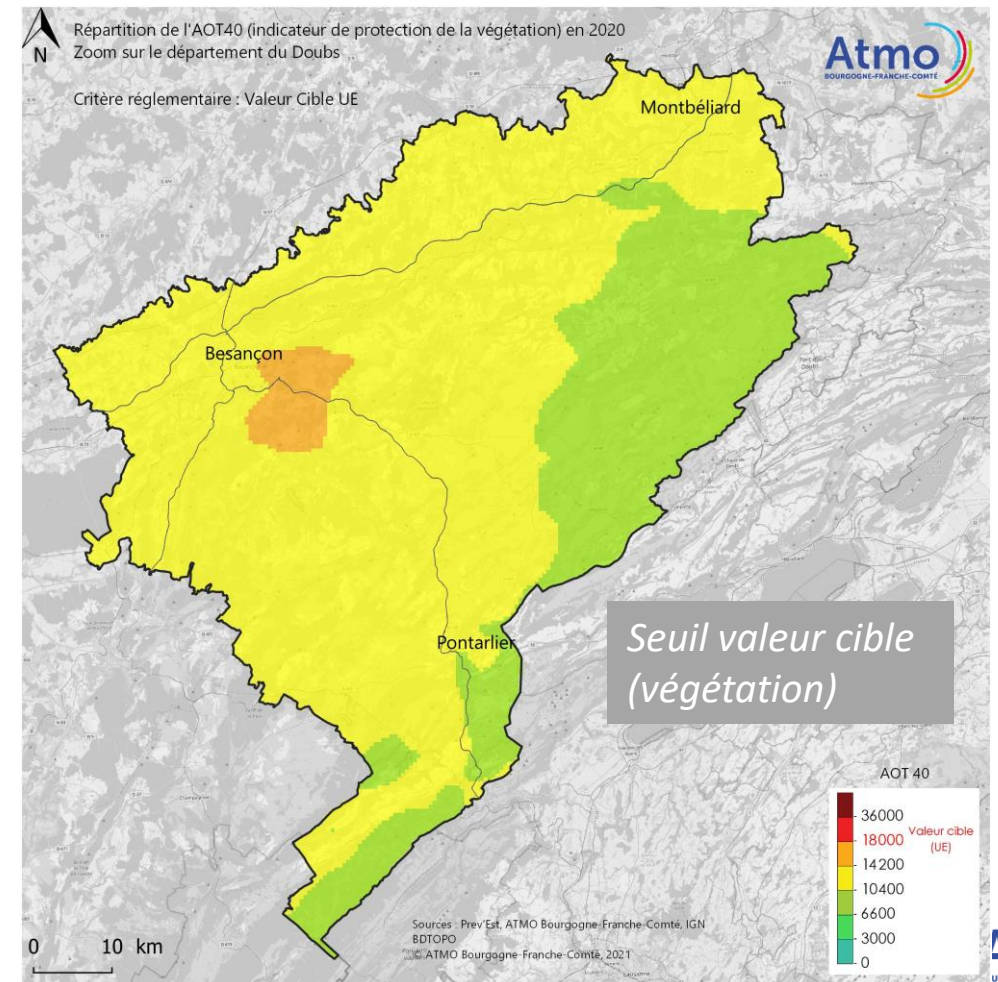 Répartition de l'AOT40 (indicateur de protection de la végétation) en 2020
Zoom sur le département du Doubs
N
Critère réglementaire : Valeur Cible UE
Atmo
BOURGOGNE-FRANCHE-COMTÉ
Montbéliard
Besançon
Pontarlier
Seuil valeur cible
(végétation)
AOT 40
36000
18000 Valeur cible
(UE)
14200
10400
6600
3000
0
Sources : Prev'Est, ATMO Bourgogne-Franche-Comté, IGN
BDTOPO
© ATMO Bourgogne-Franche-Comté, 2021
0 10 km